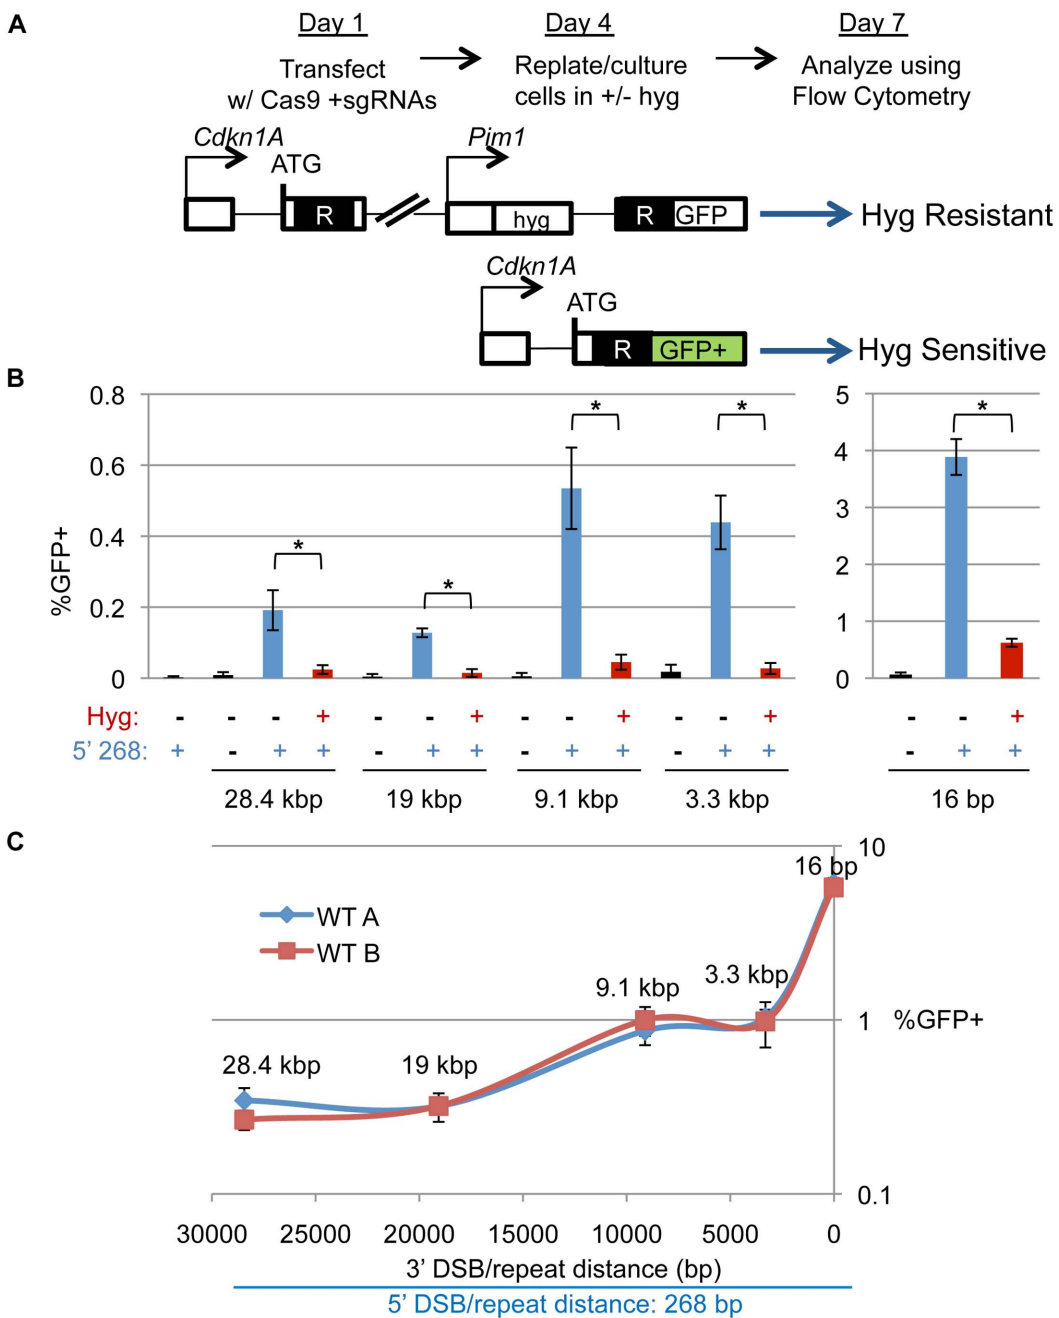 A
Day 1
Day 4
Day 7
Transfect
w/ Cas9 +sgRNAs
Replate/culture
cells in +/- hyg
Analyze using
Flow Cytometry
Cdkn1A
Pim1
ATG
R
hyg
R
GFP
Hyg Resistant
Cdkn1A
ATG
R
GFP+
Hyg Sensitive
B
0.8
0.6
0.4
0.2
0
%GFP+
*
*
*
*
5
4
3
2
1
0
*
Hyg: - - - + - - + - - + - - + - - +
5' 268: + - + + - + + - + + - + + - + +
28.4 kbp
19 kbp
9.1 kbp
3.3 kbp
16 bp
C
WT A
WT B
28.4 kbp
19 kbp
9.1 kbp
3.3 kbp
16 bp
10
1
0.1
%GFP+
30000 25000 20000 15000 10000 5000 0
3' DSB/repeat distance (bp)
5' DSB/repeat distance: 268 bp